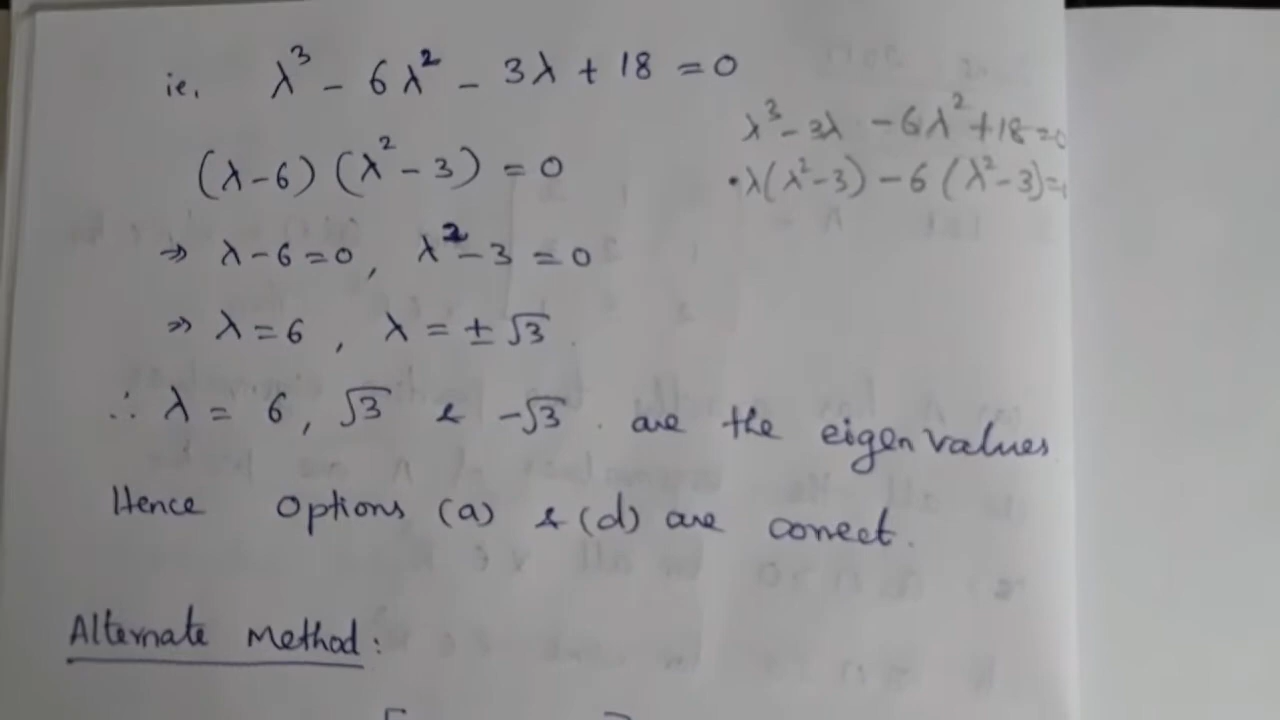 ie, λ³ - 6λ² - 3λ + 18 = 0
λ³ - 3λ - 6λ² + 18 = 0
(λ-6) (λ² - 3) = 0
·λ(λ²-3) - 6(λ²-3)=
⇒ λ-6=0, λ²-3 = 0
⇒ λ=6, λ = ±√3.
∴ λ = 6, √3 & -√3. are the eigen values
Hence Options (a) & (d) are correct.
Alternate Method: